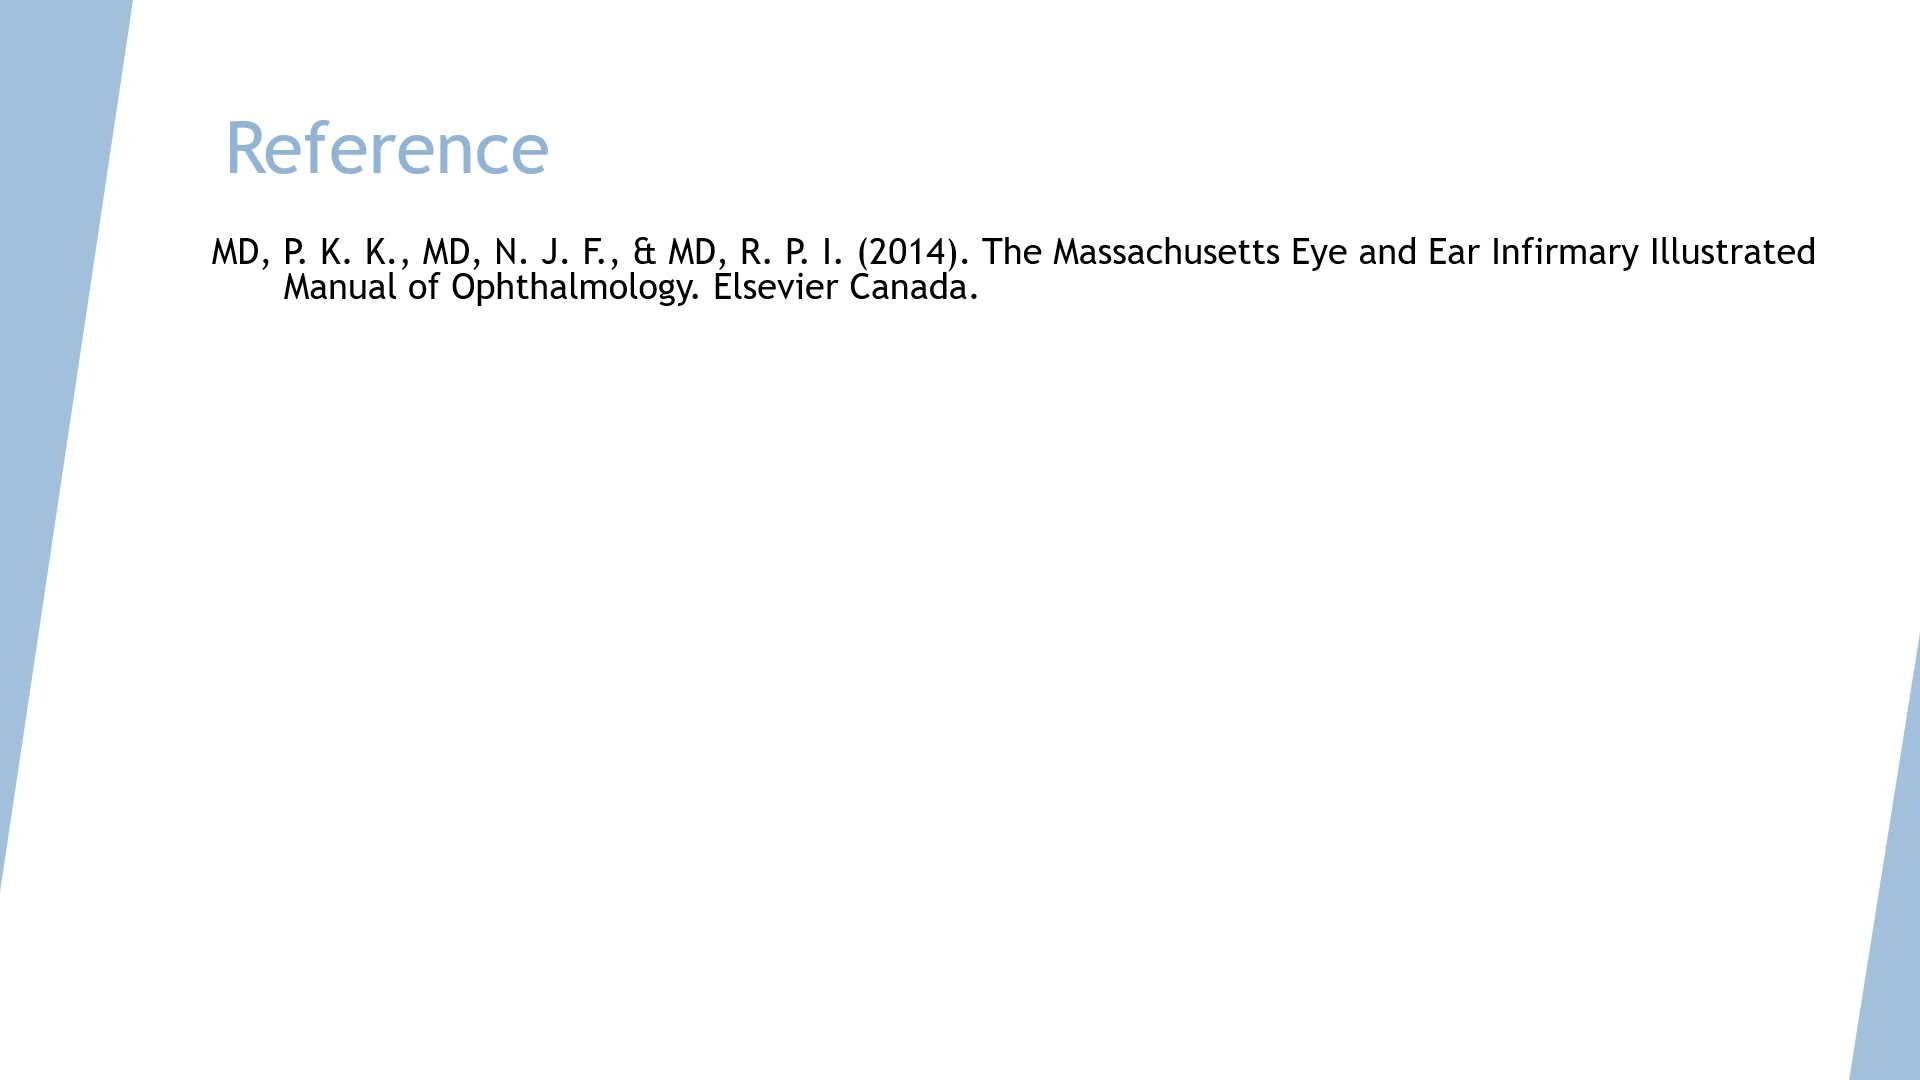 Reference
MD, P. K. K., MD, N. J. F., & MD, R. P. I. (2014). The Massachusetts Eye and Ear Infirmary Illustrated
Manual of Ophthalmology. Elsevier Canada.